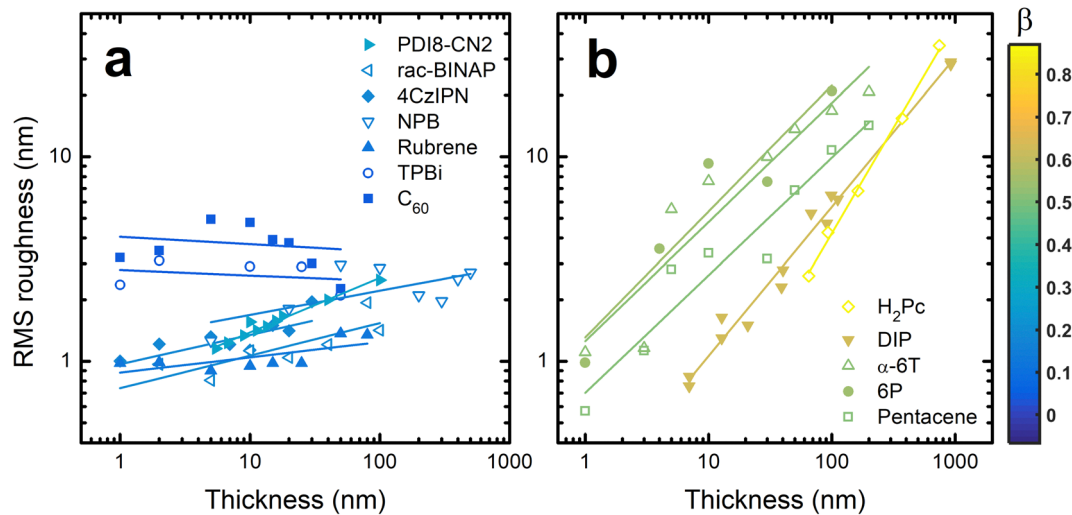 a
PDI8-CN2
rac-BINAP
4CzIPN
NPB
Rubrene
TPBi
C₆₀
RMS roughness (nm)
10
1
1 10 100 1000
Thickness (nm)
b
H₂Pc
DIP
α-6T
6P
Pentacene
10
1
1 10 100 1000
Thickness (nm)
β
0.8
0.7
0.6
0.5
0.4
0.3
0.2
0.1
0